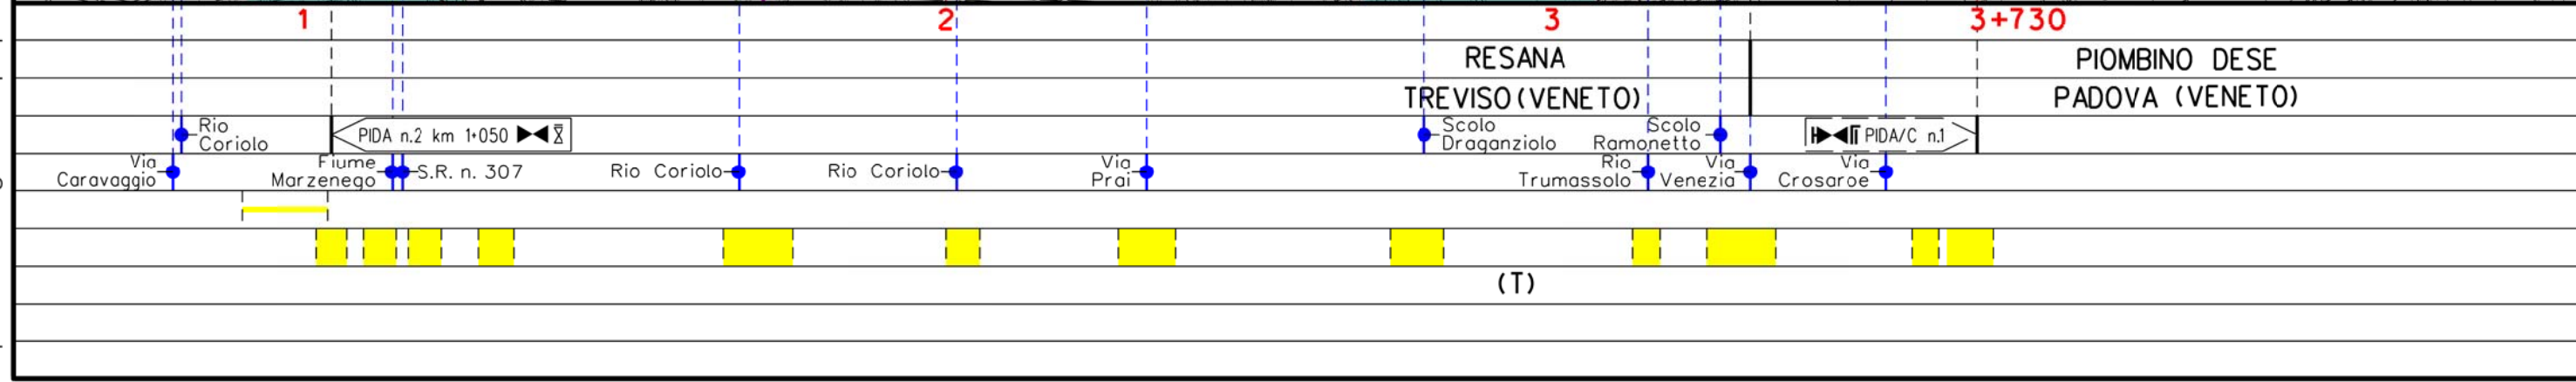 1 2 3 3+730
RESANA PIOMBINO DESE
TREVISO (VENETO) PADOVA (VENETO)
Rio
Coriolo
PIDA n.2 km 1+050
Scolo
Draganziolo
Scolo
Ramonetto
PIDA/C n.1
Via
Caravaggio
Fiume
Marzenego
S.R. n. 307
Rio Coriolo
Rio Coriolo
Via
Prai
Rio
Trumassolo
Via
Venezia
Via
Crosaroe
(T)